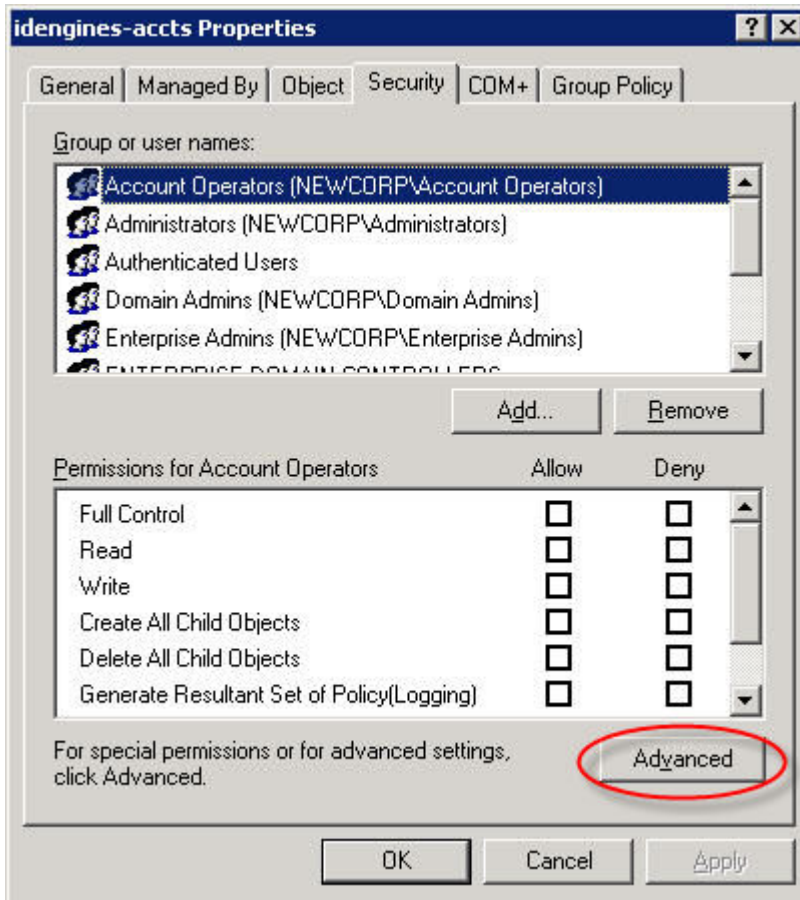 idengines-accts Properties
General Managed By Object Security COM+ Group Policy
Group or user names:
Account Operators (NEWCORP\Account Operators)
Administrators (NEWCORP\Administrators)
Authenticated Users
Domain Admins (NEWCORP\Domain Admins)
Enterprise Admins (NEWCORP\Enterprise Admins)
ENTERPRISE DOMAIN CONTROLLERS
Add... Remove
Permissions for Account Operators Allow Deny
Full Control
Read
Write
Create All Child Objects
Delete All Child Objects
Generate Resultant Set of Policy(Logging)
For special permissions or for advanced settings,
click Advanced.
Advanced
OK Cancel Apply